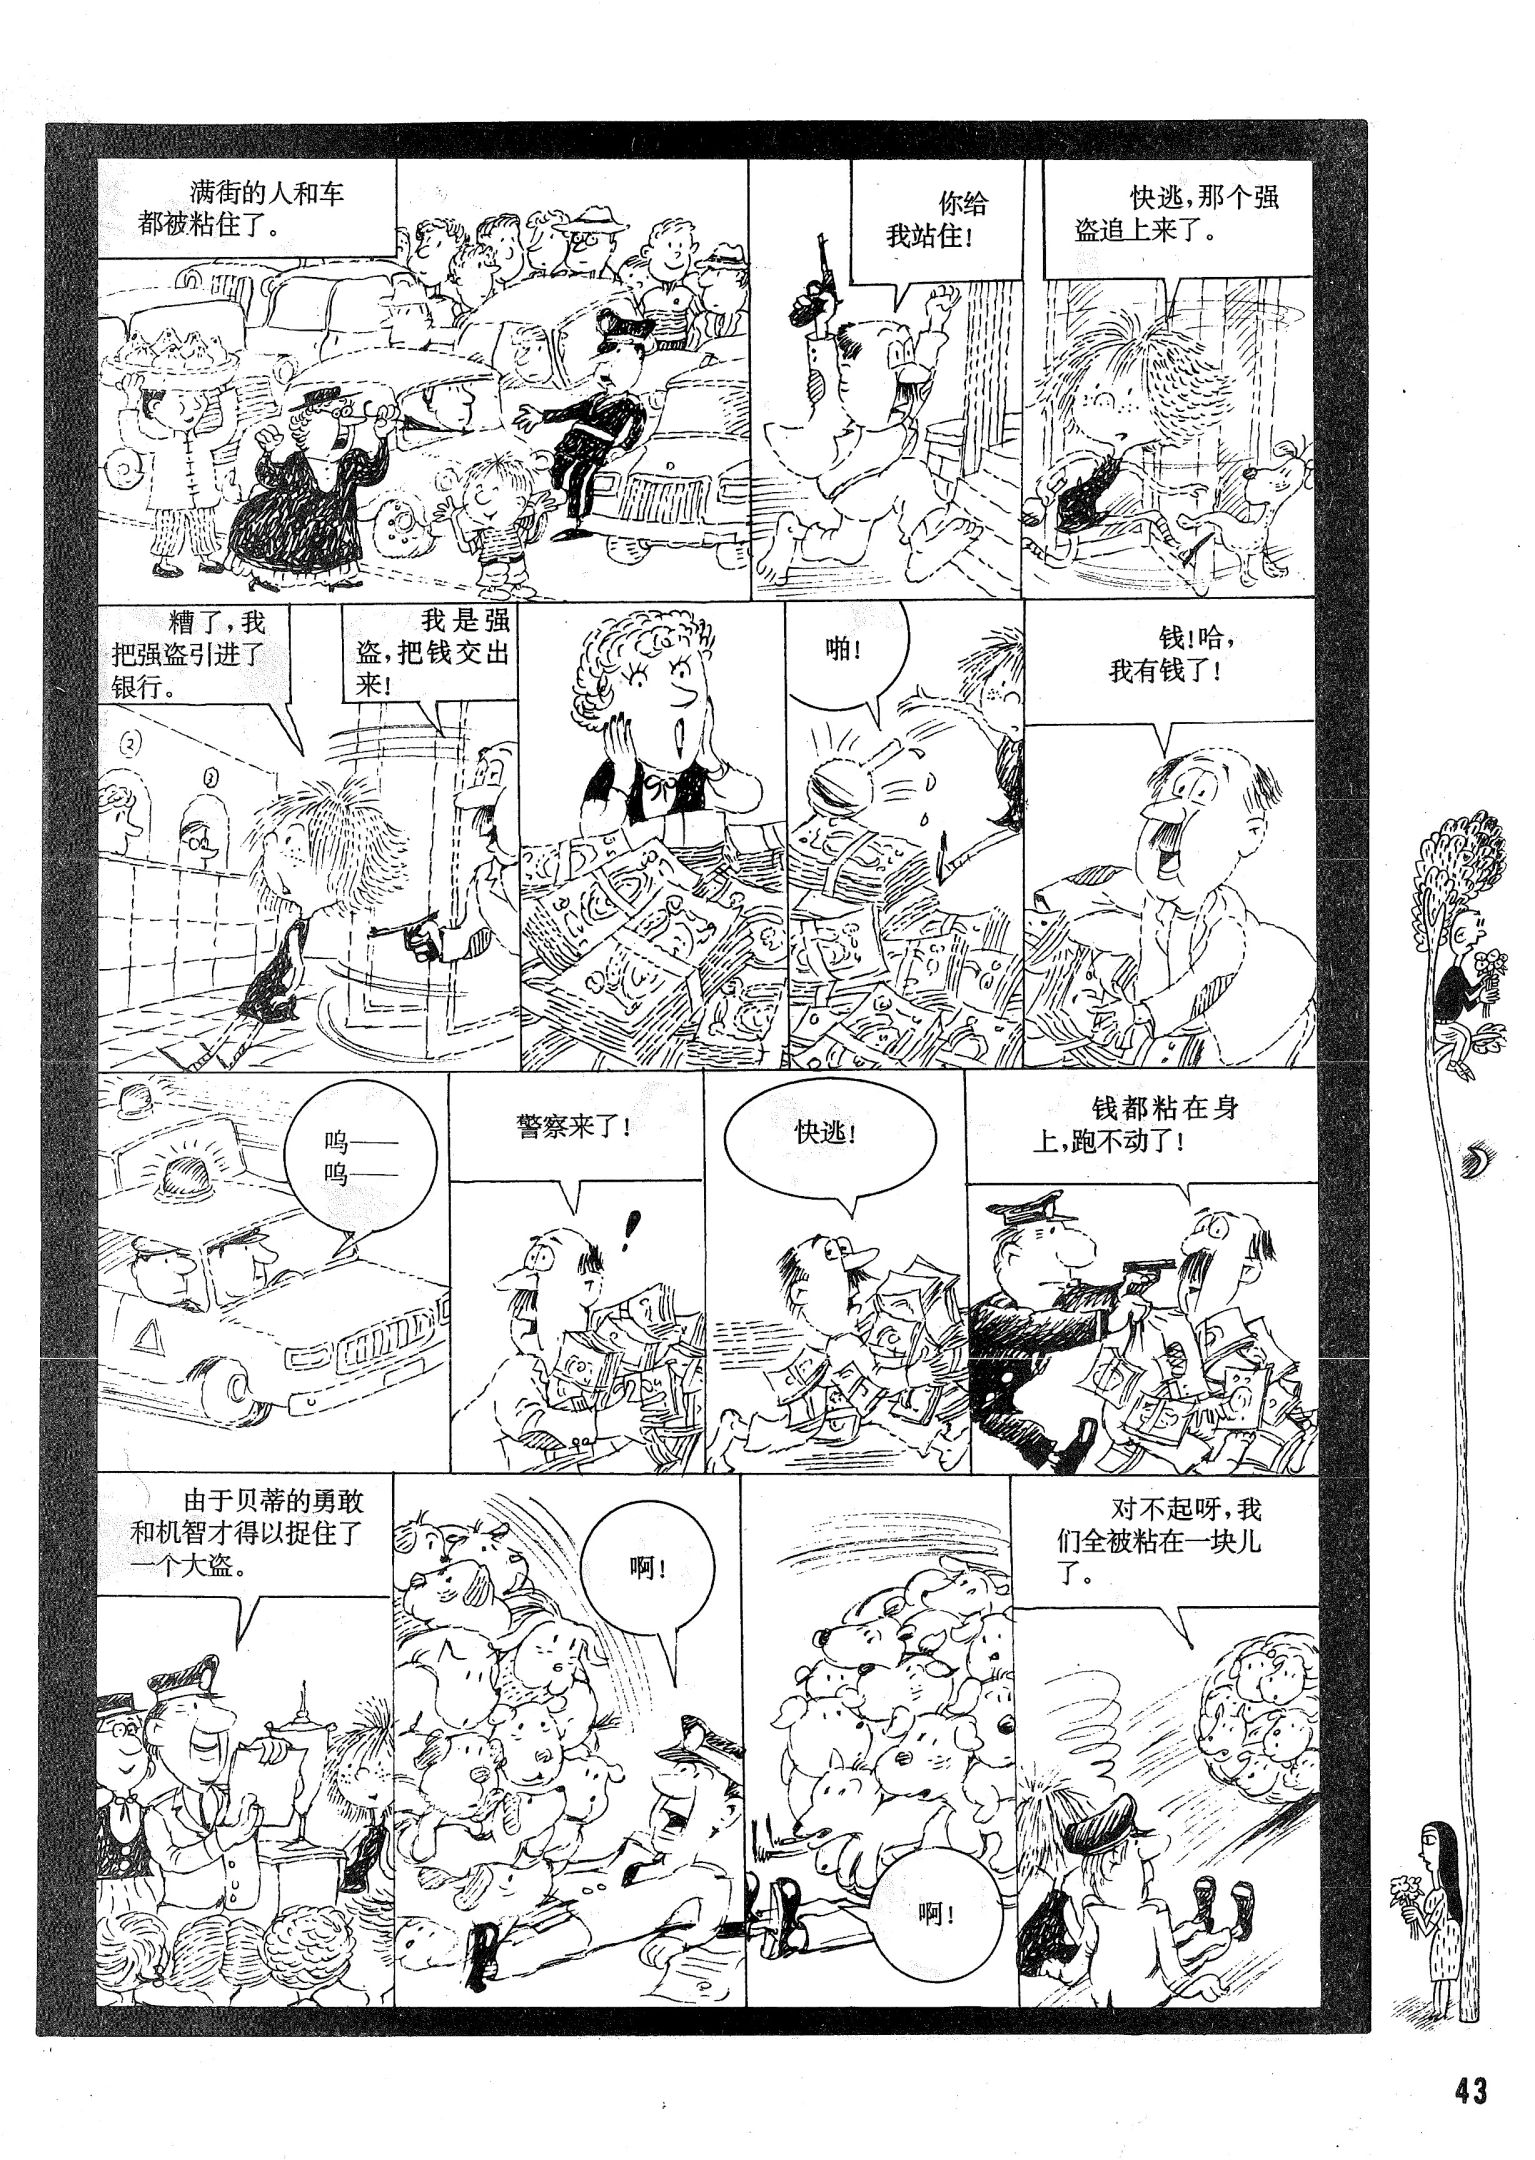 满街的人和车
都被粘住了。
你给
我站住!
快逃,那个强
盗追上来了。
糟了,我
把强盗引进了
银行。
我是强
盗,把钱交出
来!
啪!
钱!哈,
我有钱了!
呜——
呜——
警察来了!
!
快逃!
钱都粘在身
上,跑不动了!
由于贝蒂的勇敢
和机智才得以捉住了
一个大盗。
啊!
啊!
对不起呀,我
们全被粘在一块儿
了。
43